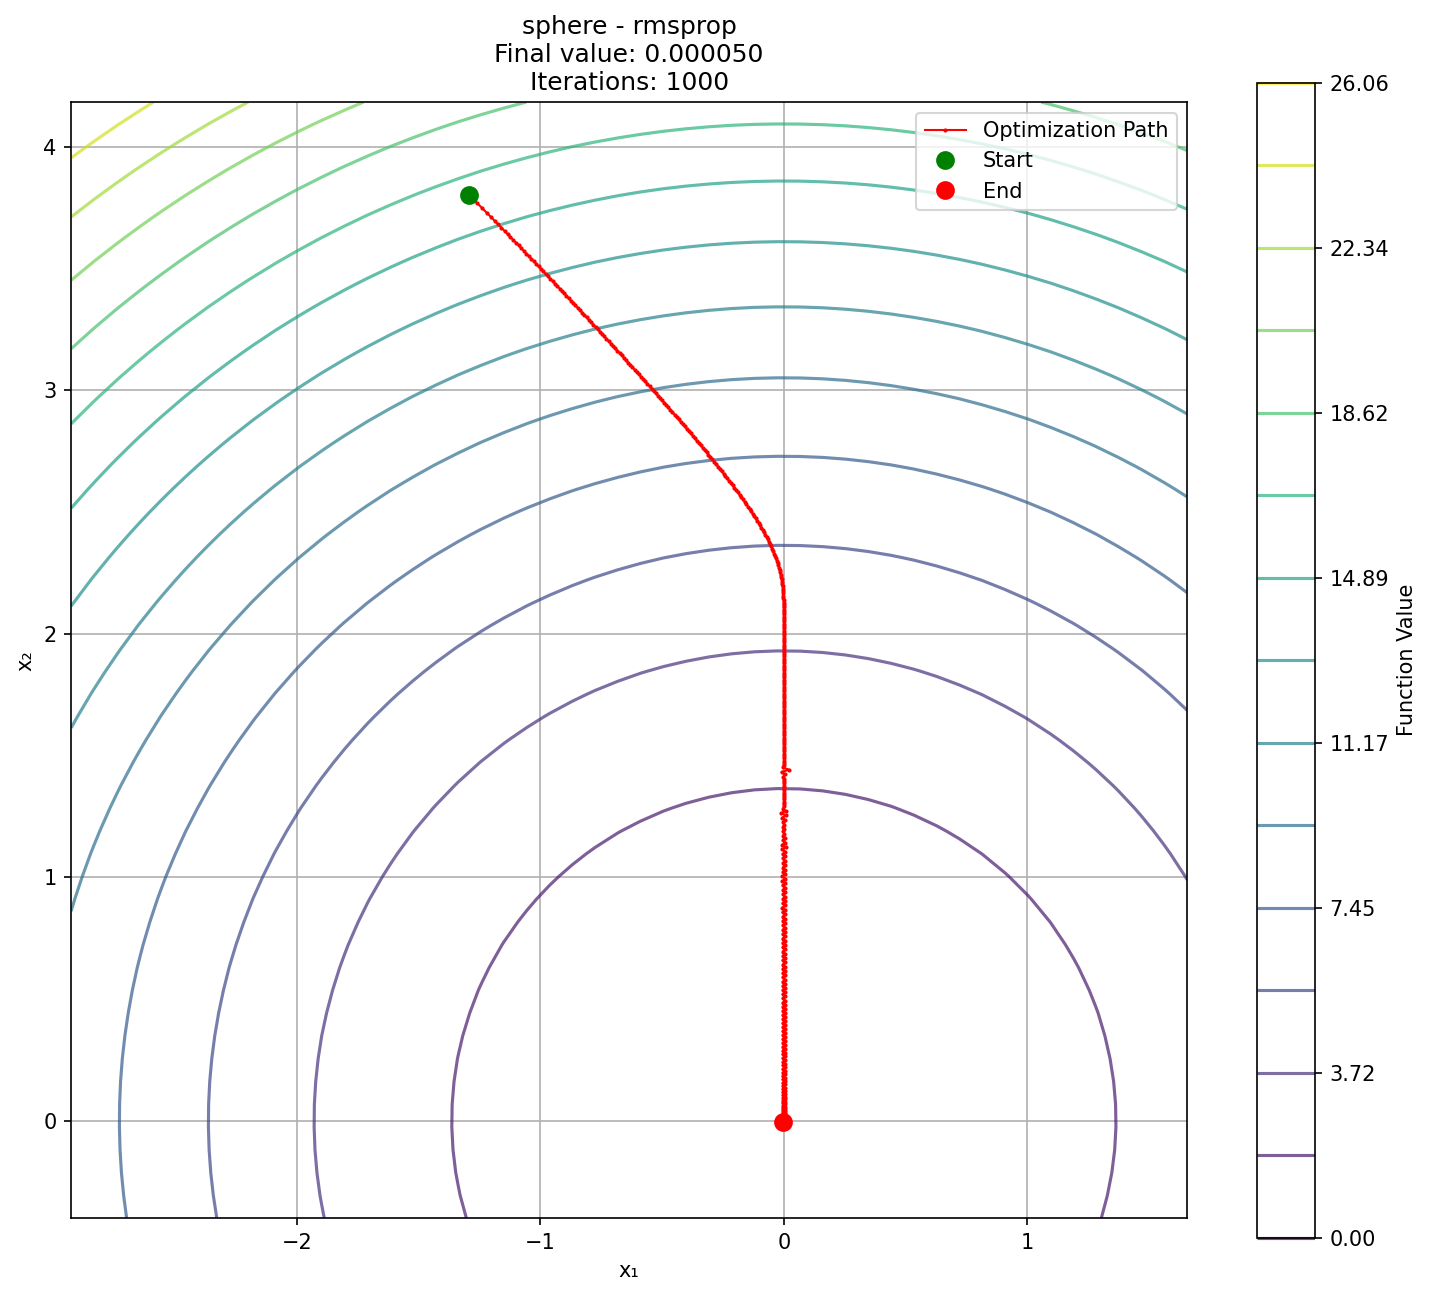 sphere - rmsprop
Final value: 0.000050
Iterations: 1000
Optimization Path
Start
End
4
3
2
1
0
x₂
−2
−1
0
1
x₁
26.06
22.34
18.62
14.89
11.17
7.45
3.72
0.00
Function Value